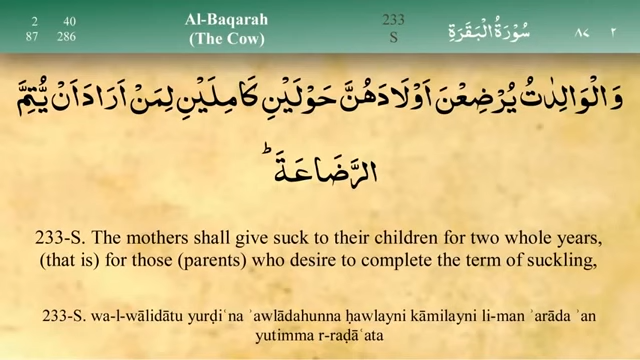 2 40 Al-Baqarah 233 سُوْرَةُ الْبَقَرَةِ ٨٧ ٢
87 286 (The Cow) S
وَالْوَالِدٰتُ يُرْضِعْنَ اَوْلَادَهُنَّ حَوْلَيْنِ كَامِلَيْنِ لِمَنْ اَرَادَ اَنْ يُّتِمَّ
الرَّضَاعَةَ ؕ
233-S. The mothers shall give suck to their children for two whole years,
(that is) for those (parents) who desire to complete the term of suckling,
233-S. wa-l-wālidātu yurḍiʿna ʾawlādahunna ḥawlayni kāmilayni li-man ʾarāda ʾan
yutimma r-raḍāʿata